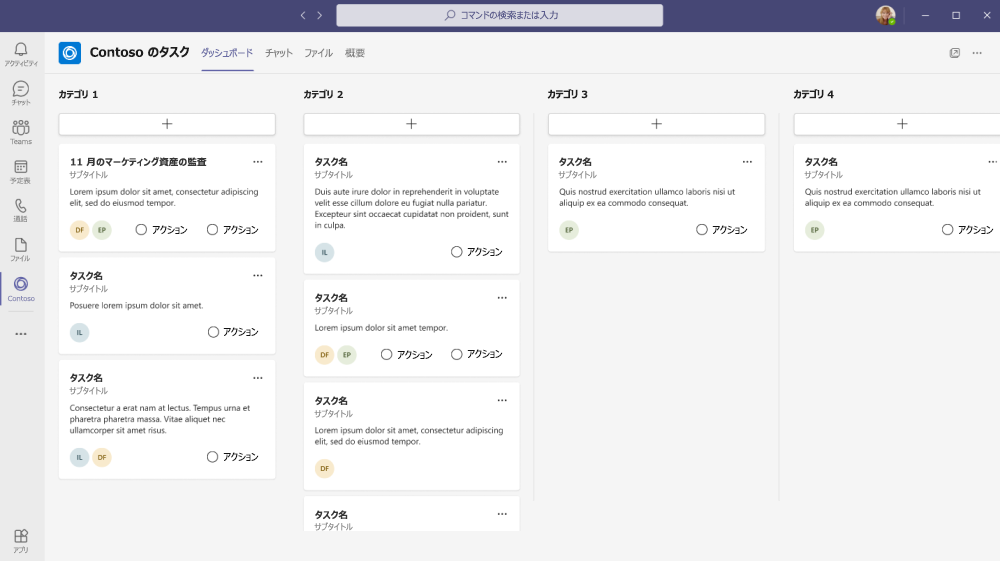 コマンドの検索または入力
アクティビティ
チャット
Teams
予定表
通話
ファイル
Contoso
アプリ
Contoso のタスク
ダッシュボード
チャット
ファイル
概要
カテゴリ 1
11 月のマーケティング資産の監査
サブタイトル
Lorem ipsum dolor sit amet, consectetur adipiscing
elit, sed do eiusmod tempor.
DF
EP
アクション
アクション
タスク名
サブタイトル
Posuere lorem ipsum dolor sit amet.
IL
アクション
タスク名
サブタイトル
Consectetur a erat nam at lectus. Tempus urna et
pharetra pharetra massa. Vitae aliquet nec
ullamcorper sit amet risus.
IL
DF
アクション
カテゴリ 2
タスク名
サブタイトル
Duis aute irure dolor in reprehenderit in voluptate
velit esse cillum dolore eu fugiat nulla pariatur.
Excepteur sint occaecat cupidatat non proident, sunt
in culpa.
IL
アクション
タスク名
サブタイトル
Lorem ipsum dolor sit amet tempor.
DF
EP
アクション
アクション
タスク名
サブタイトル
Lorem ipsum dolor sit amet, consectetur adipiscing
elit, sed do eiusmod tempor.
DF
タスク名
サブタイトル
カテゴリ 3
タスク名
サブタイトル
Quis nostrud exercitation ullamco laboris nisi ut
aliquip ex ea commodo consequat.
EP
アクション
カテゴリ 4
タスク名
サブタイトル
Quis nostrud exercitation ullamco laboris nisi ut
aliquip ex ea commodo consequat.
EP
アクション